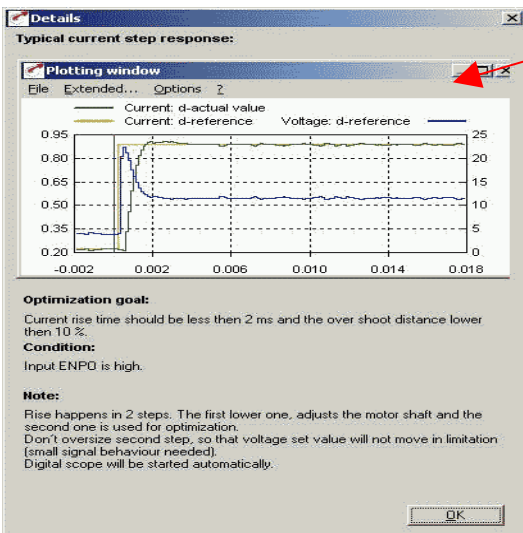 Details
Typical current step response:
Plotting window
File Extended... Options ?
Current: d-actual value
Current: d-reference Voltage: d-reference
0.95 25
0.80 20
0.65 15
0.50 10
0.35 5
0.20 0
-0.002 0.002 0.006 0.010 0.014 0.018
Optimization goal:
Current rise time should be less then 2 ms and the over shoot distance lower
then 10 %.
Condition:
Input ENPO is high.
Note:
Rise happens in 2 steps. The first lower one, adjusts the motor shaft and the
second one is used for optimization.
Don´t oversize second step, so that voltage set value will not move in limitation
(small signal behaviour needed).
Digital scope will be started automatically.
OK